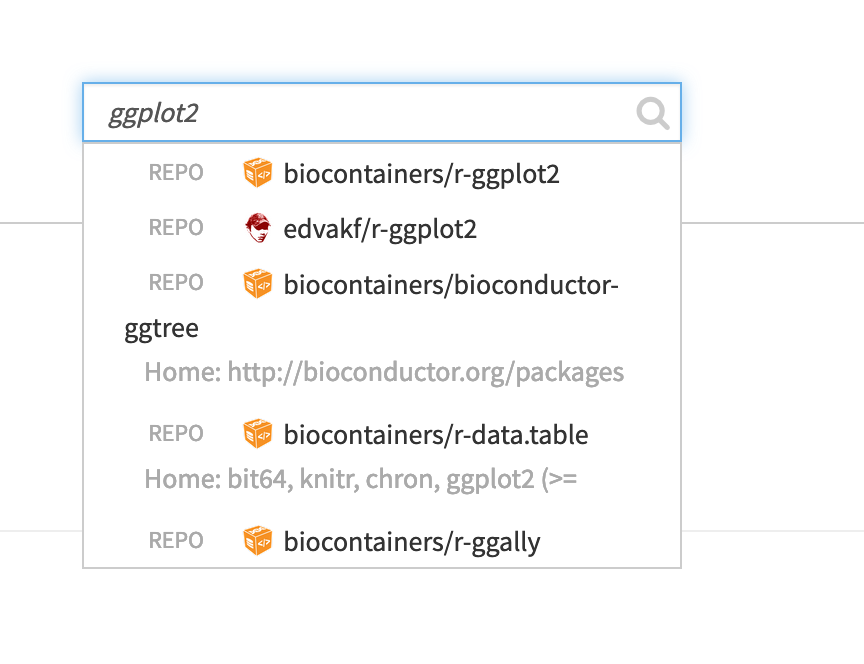 ggplot2
REPO biocontainers/r-ggplot2
REPO edvakf/r-ggplot2
REPO biocontainers/bioconductor-
ggtree
Home: http://bioconductor.org/packages
REPO biocontainers/r-data.table
Home: bit64, knitr, chron, ggplot2 (>=
REPO biocontainers/r-ggally